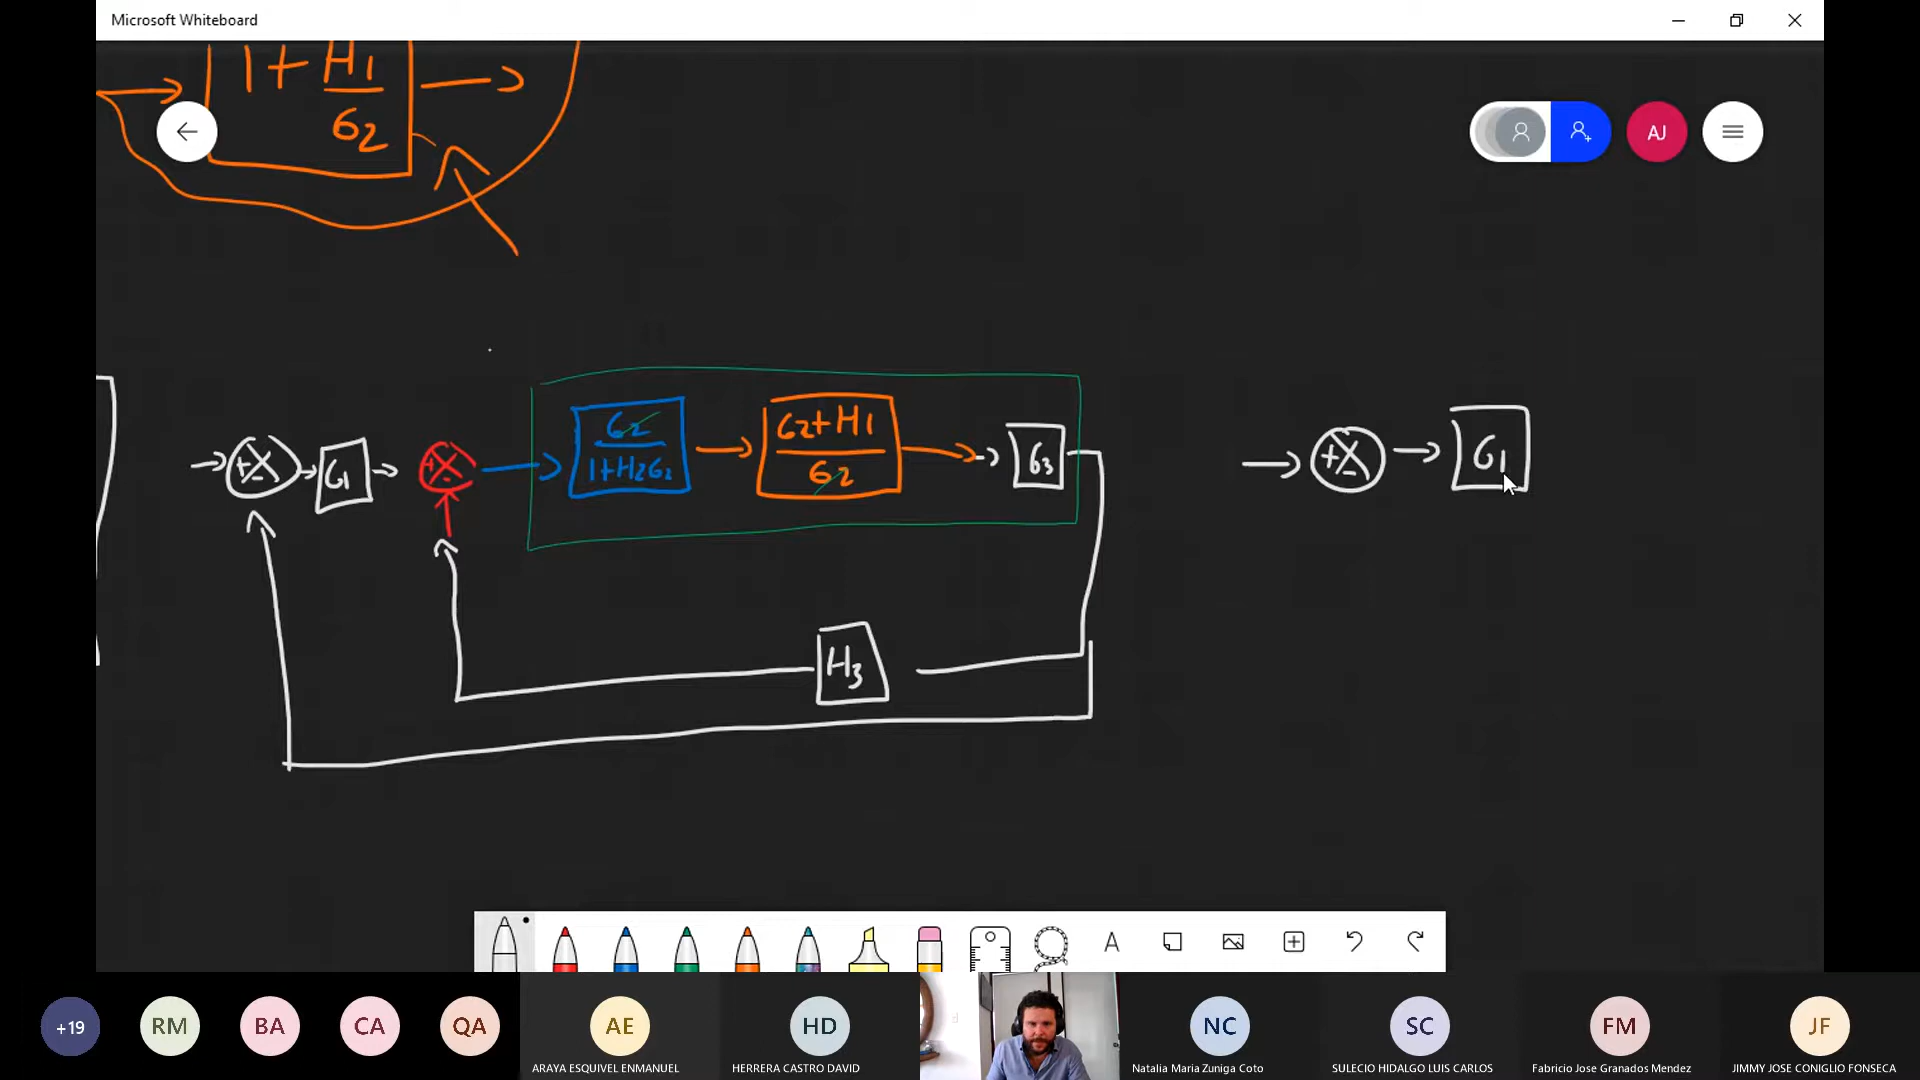 Microsoft Whiteboard
1 + H1
G2
AJ
G2
1+H2G2
G2+H1
G2
+ -
G1
+ -
G3
+ -
G1
H3
A
+19
RM
BA
CA
QA
AE
HD
NC
SC
FM
JF
ARAYA ESQUIVEL ENMANUEL
HERRERA CASTRO DAVID
Natalia Maria Zuniga Coto
SULECIO HIDALGO LUIS CARLOS
Fabricio Jose Granados Mendez
JIMMY JOSE CONIGLIO FONSECA